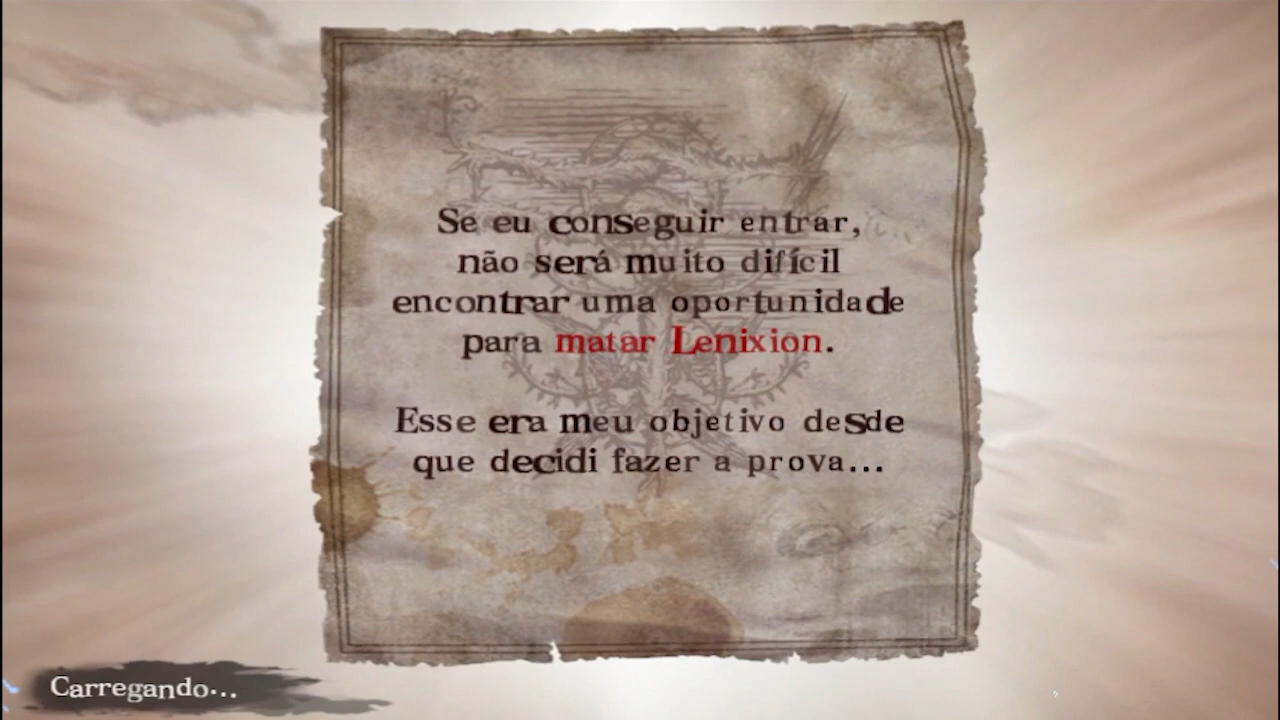 Se eu conseguir entrar,
não será muito difícil
encontrar uma oportunidade
para matar Lenixion.
Esse era meu objetivo desde
que decidi fazer a prova...
Carregando...